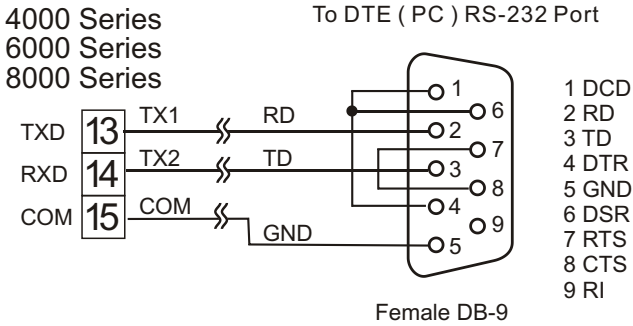 4000 Series
6000 Series
8000 Series
To DTE ( PC ) RS-232 Port
TXD 13 TX1 RD
RXD 14 TX2 TD
COM 15 COM GND
1
6
2
7
3
8
4
9
5
1 DCD
2 RD
3 TD
4 DTR
5 GND
6 DSR
7 RTS
8 CTS
9 RI
Female DB-9